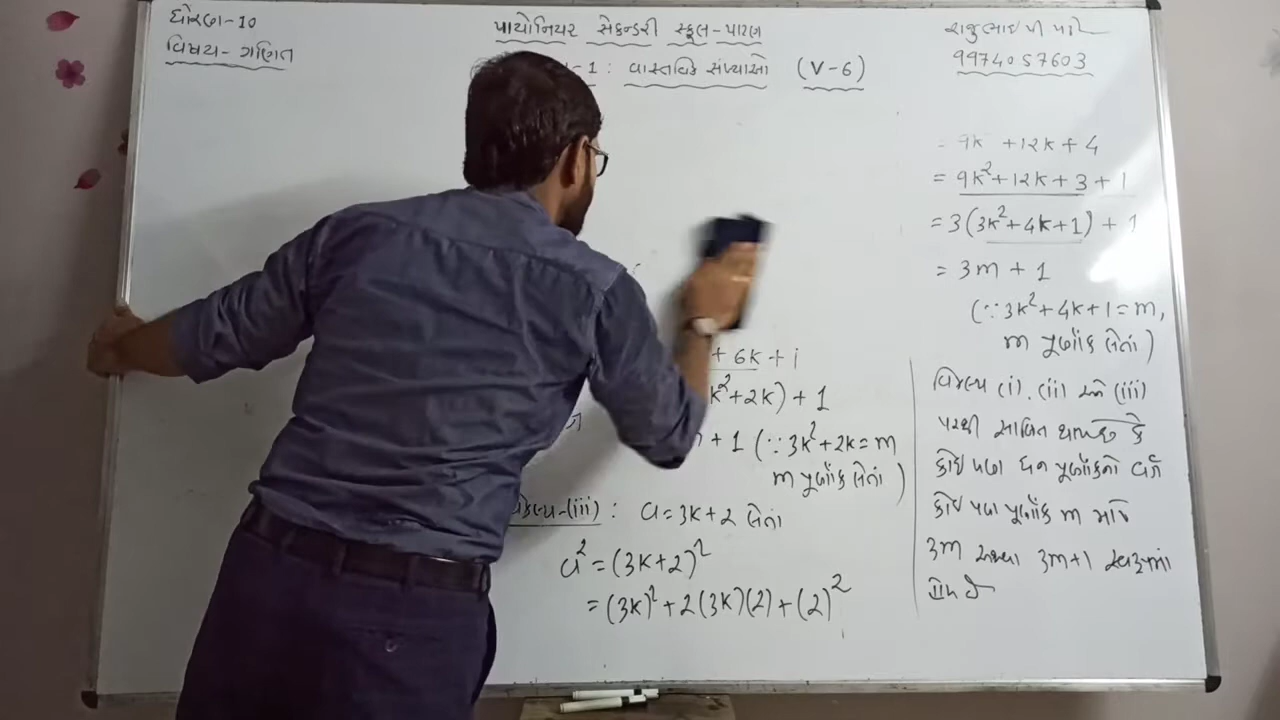 ધોરણ-10
વિષય- ગણિત
પાયોનિયર સેકન્ડરી સ્કૂલ-પાટણ
-1 : વાસ્તવિક સંખ્યાઓ (V-6)
રાજુભાઇ પી
9974057603
+ 6k + 1
k²+2k) + 1
+ 1 (∵ 3k²+2k = m
m પૂર્ણાંક લેતાં)
વિકલ્પ-(iii) : a = 3k+2 લેતાં
a² = (3k+2)²
= (3k)² + 2(3k)(2) + (2)²
= 9k +12k + 4
= 9k²+12k+3 + 1
= 3(3k²+4k+1) + 1
= 3m + 1
(∵ 3k²+4k+1 = m,
m પૂર્ણાંક લેતાં)
વિકલ્પ (i), (ii) અને (iii)
પરથી સાબિત થાય છે કે
કોઇ પણ ધન પૂર્ણાંકનો વર્ગ
કોઇ પણ પૂર્ણાંક m માટે
3m અથવા 3m+1 સ્વરૂપમાં